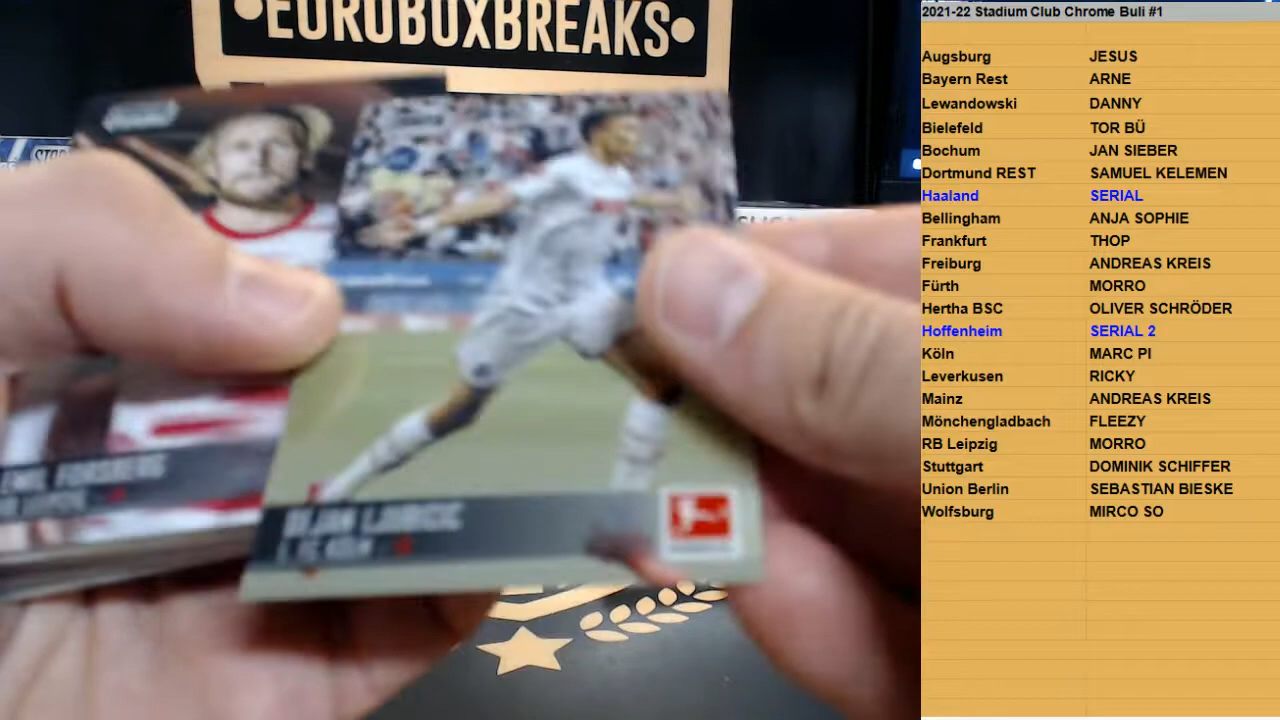 •EUROBOXBREAKS•
EMIL FORSBERG
1. FC KÖLN
2021-22 Stadium Club Chrome Buli #1
Augsburg JESUS
Bayern Rest ARNE
Lewandowski DANNY
Bielefeld TOR BÜ
Bochum JAN SIEBER
Dortmund REST SAMUEL KELEMEN
Haaland SERIAL
Bellingham ANJA SOPHIE
Frankfurt THOP
Freiburg ANDREAS KREIS
Fürth MORRO
Hertha BSC OLIVER SCHRÖDER
Hoffenheim SERIAL 2
Köln MARC PI
Leverkusen RICKY
Mainz ANDREAS KREIS
Mönchengladbach FLEEZY
RB Leipzig MORRO
Stuttgart DOMINIK SCHIFFER
Union Berlin SEBASTIAN BIESKE
Wolfsburg MIRCO SO